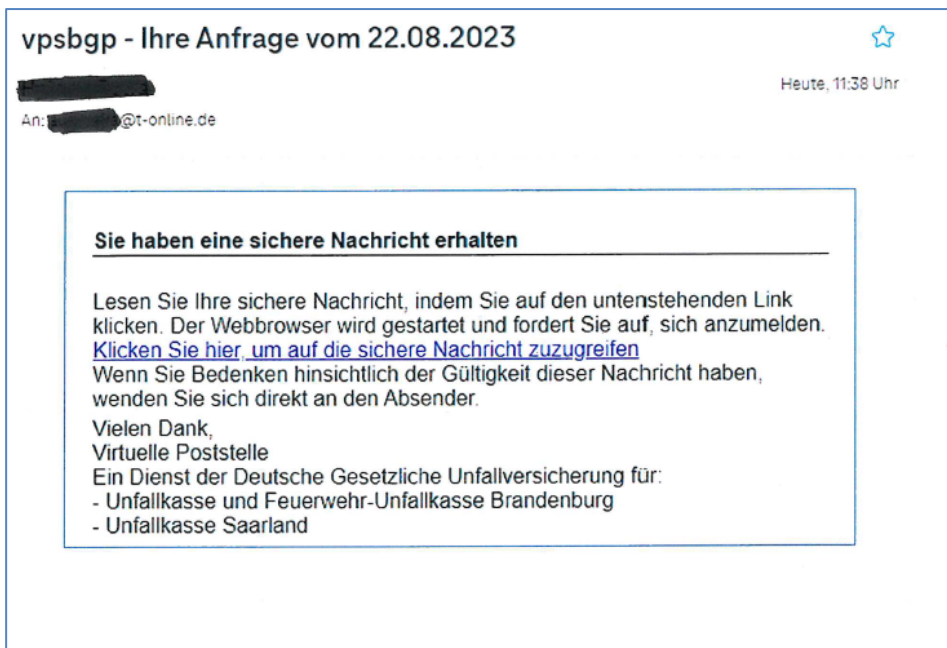 vpsbgp - Ihre Anfrage vom 22.08.2023
Heute, 11:38 Uhr
An: @t-online.de
Sie haben eine sichere Nachricht erhalten
Lesen Sie Ihre sichere Nachricht, indem Sie auf den untenstehenden Link
klicken. Der Webbrowser wird gestartet und fordert Sie auf, sich anzumelden.
Klicken Sie hier, um auf die sichere Nachricht zuzugreifen
Wenn Sie Bedenken hinsichtlich der Gültigkeit dieser Nachricht haben,
wenden Sie sich direkt an den Absender.
Vielen Dank,
Virtuelle Poststelle
Ein Dienst der Deutsche Gesetzliche Unfallversicherung für:
- Unfallkasse und Feuerwehr-Unfallkasse Brandenburg
- Unfallkasse Saarland